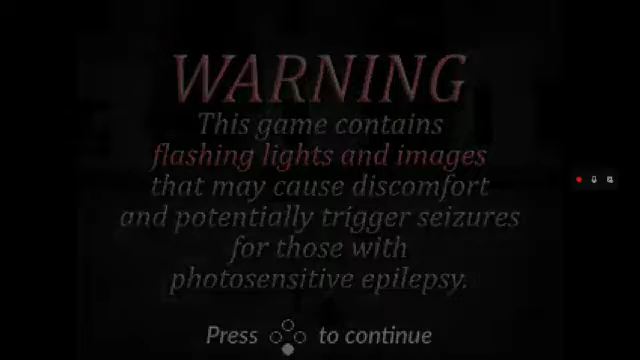 WARNING
This game contains
flashing lights and images
that may cause discomfort
and potentially trigger seizures
for those with
photosensitive epilepsy.
Press to continue